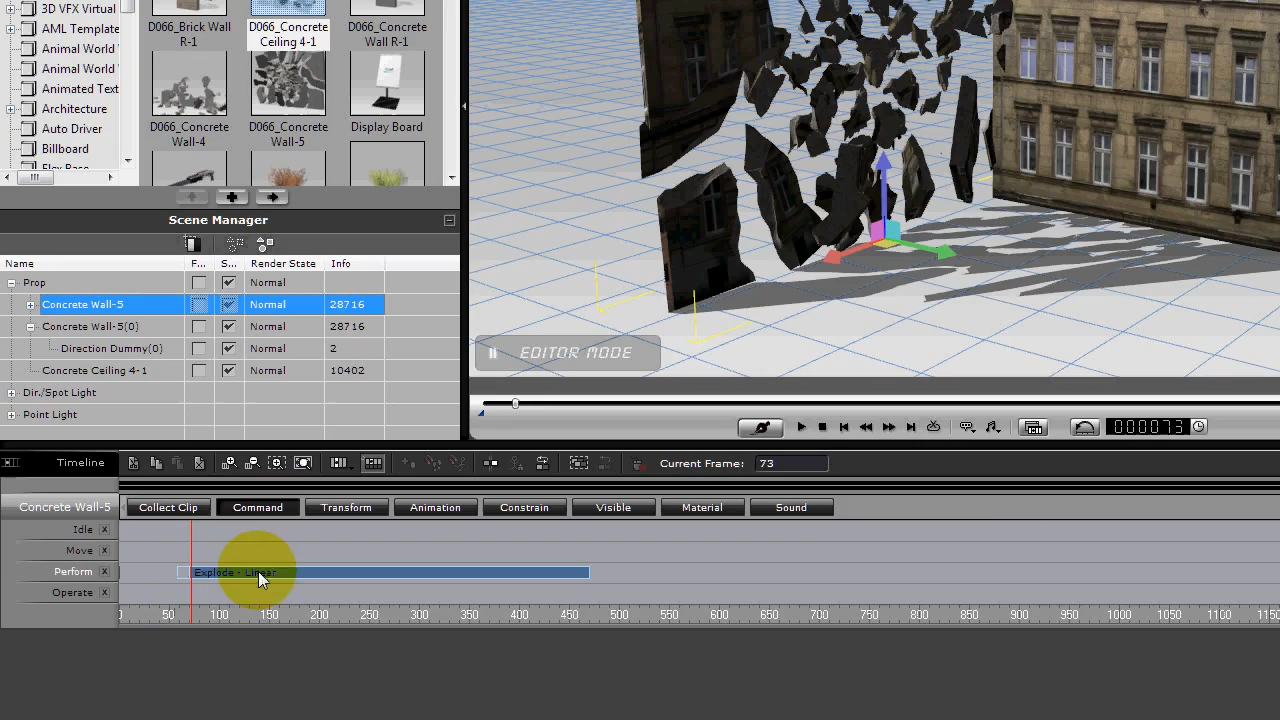 3D VFX Virtual
AML Template
Animal World
Animal World
Animated Text
Architecture
Auto Driver
Billboard
D066_Brick Wall R-1
D066_Concrete Ceiling 4-1
D066_Concrete Wall R-1
D066_Concrete Wall-4
D066_Concrete Wall-5
Display Board
Scene Manager
Name F... S... Render State Info
Prop Normal
Concrete Wall-5 Normal 28716
Concrete Wall-5(0) Normal 28716
Direction Dummy(0) Normal 2
Concrete Ceiling 4-1 Normal 10402
Dir./Spot Light
Point Light
EDITOR MODE
0000073
Timeline
Current Frame: 73
Concrete Wall-5 Collect Clip Command Transform Animation Constrain Visible Material Sound
Idle x
Move x
Perform x Explode - Linear
Operate x
0 50 100 150 200 250 300 350 400 450 500 550 600 650 700 750 800 850 900 950 1000 1050 1100 1150